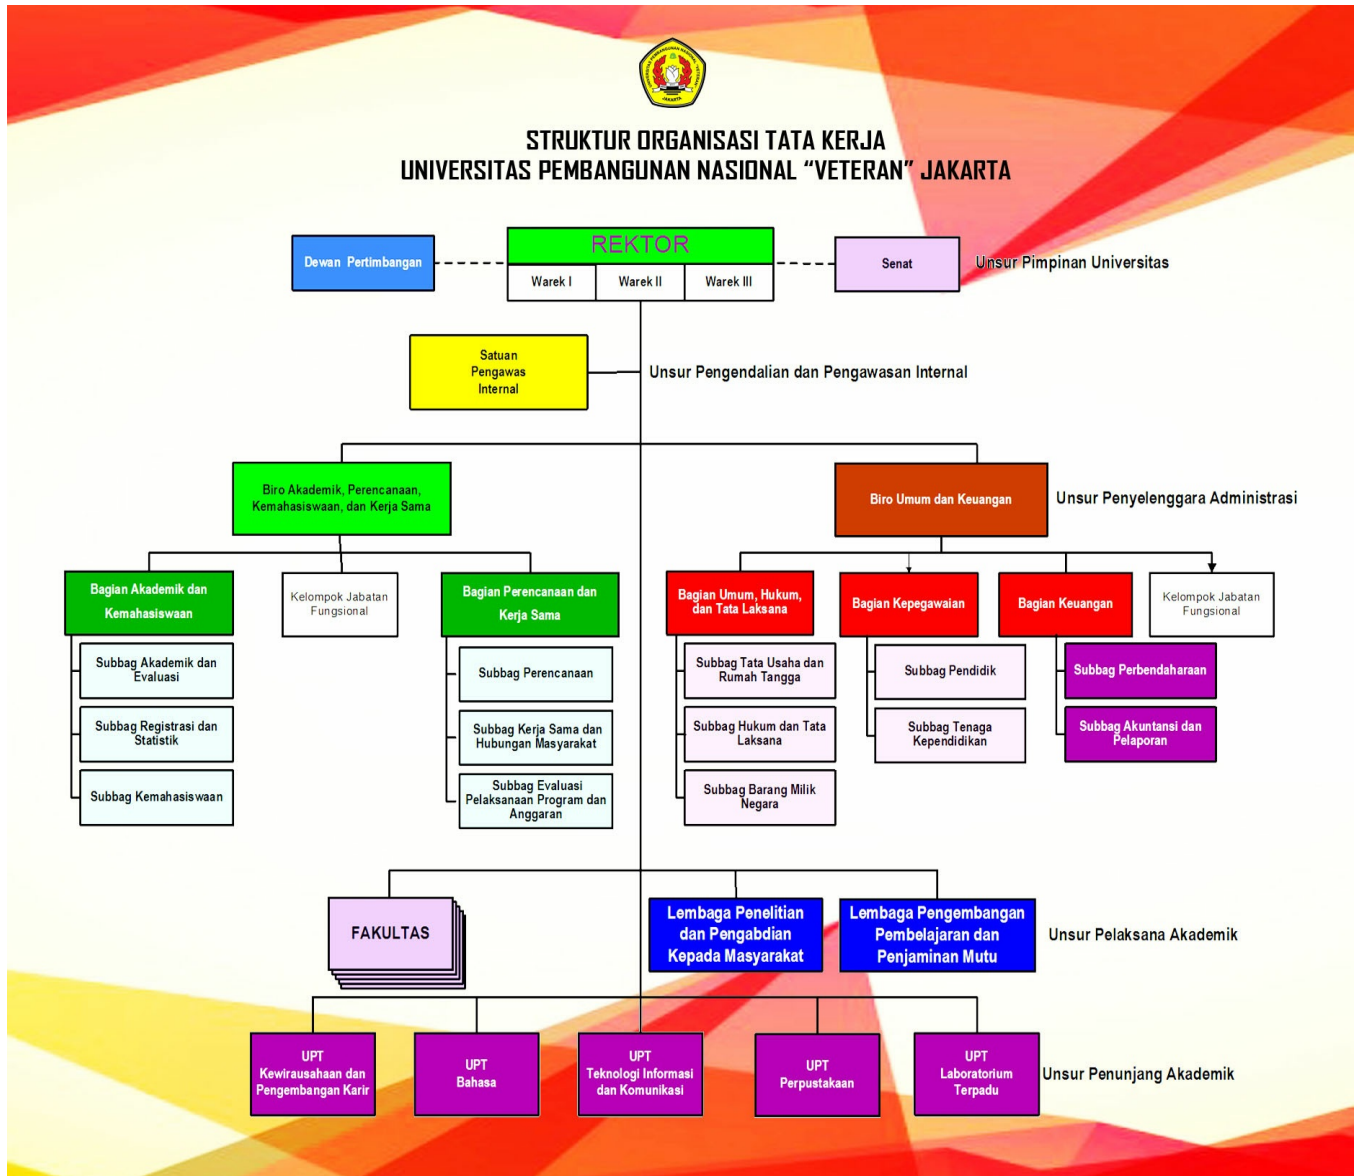 UNIVERSITAS PEMBANGUNAN NASIONAL "VETERAN"
JAKARTA
STRUKTUR ORGANISASI TATA KERJA
UNIVERSITAS PEMBANGUNAN NASIONAL “VETERAN” JAKARTA
Dewan Pertimbangan
REKTOR
Warek I
Warek II
Warek III
Senat
Unsur Pimpinan Universitas
Satuan
Pengawas
Internal
Unsur Pengendalian dan Pengawasan Internal
Biro Akademik, Perencanaan,
Kemahasiswaan, dan Kerja Sama
Biro Umum dan Keuangan
Unsur Penyelenggara Administrasi
Bagian Akademik dan
Kemahasiswaan
Kelompok Jabatan
Fungsional
Bagian Perencanaan dan
Kerja Sama
Bagian Umum, Hukum,
dan Tata Laksana
Bagian Kepegawaian
Bagian Keuangan
Kelompok Jabatan
Fungsional
Subbag Akademik dan
Evaluasi
Subbag Registrasi dan
Statistik
Subbag Kemahasiswaan
Subbag Perencanaan
Subbag Kerja Sama dan
Hubungan Masyarakat
Subbag Evaluasi
Pelaksanaan Program dan
Anggaran
Subbag Tata Usaha dan
Rumah Tangga
Subbag Hukum dan Tata
Laksana
Subbag Barang Milik
Negara
Subbag Pendidik
Subbag Tenaga
Kependidikan
Subbag Perbendaharaan
Subbag Akuntansi dan
Pelaporan
FAKULTAS
Lembaga Penelitian
dan Pengabdian
Kepada Masyarakat
Lembaga Pengembangan
Pembelajaran dan
Penjaminan Mutu
Unsur Pelaksana Akademik
UPT
Kewirausahaan dan
Pengembangan Karir
UPT
Bahasa
UPT
Teknologi Informasi
dan Komunikasi
UPT
Perpustakaan
UPT
Laboratorium
Terpadu
Unsur Penunjang Akademik